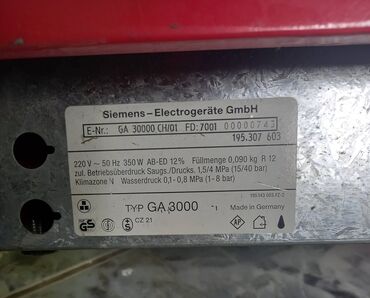 Siemens-Electrogeräte GmbH
E-Nr.: GA 30000 CH/01 FD: 7001 00000743
195.307 603
220 V ~ 50 Hz 350 W AB-ED 12% Füllmenge 0,090 kg R 12
zul. Betriebsüberdruck Saugs./Drucks. 1,5/4 MPa (15/40 bar)
Klimazone N Wasserdruck 0,1-0,8 MPa (1-8 bar)
TYP GA 3000
Made in Germany
GS
CZ 21